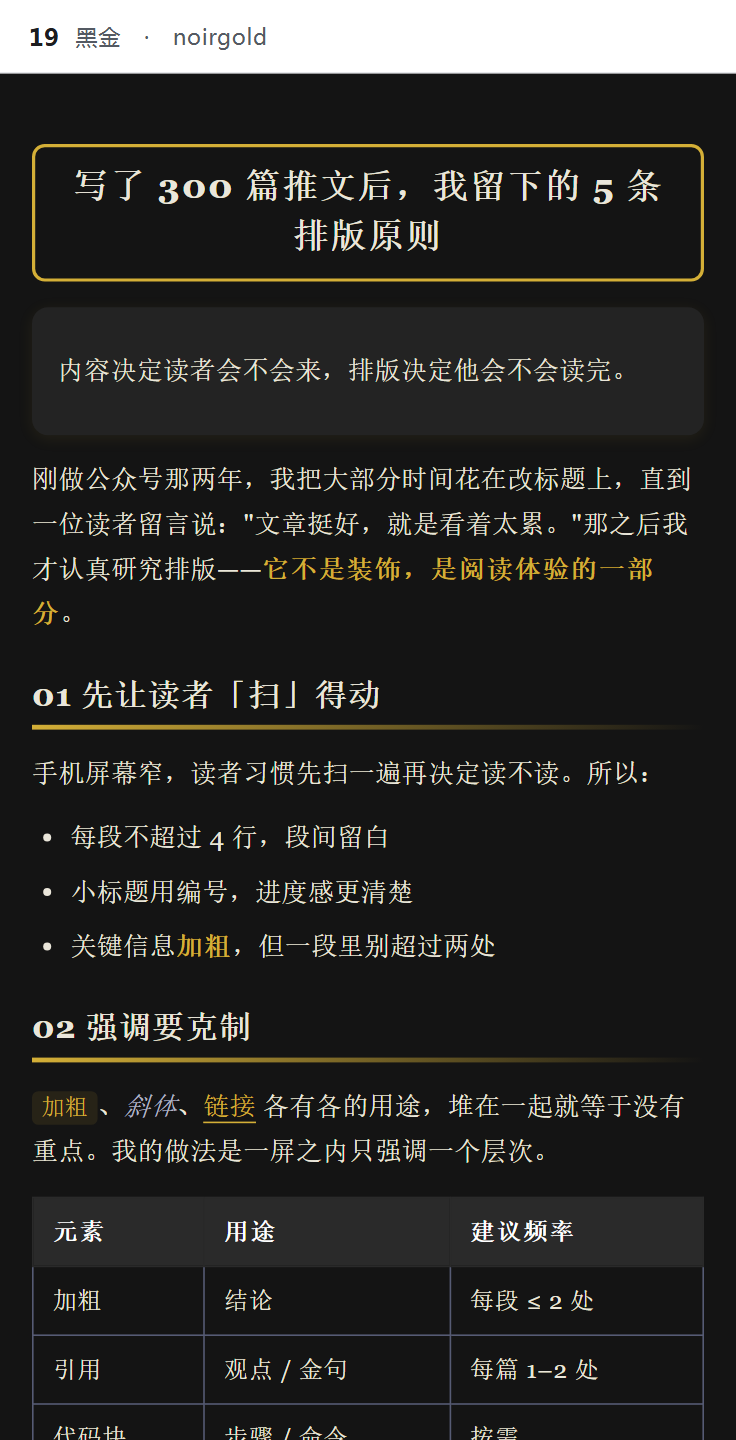 19 黑金 · noirgold
写了 300 篇推文后，我留下的 5 条
排版原则
内容决定读者会不会来，排版决定他会不会读完。
刚做公众号那两年，我把大部分时间花在改标题上，直到
一位读者留言说："文章挺好，就是看着太累。"那之后我
才认真研究排版——它不是装饰，是阅读体验的一部
分。
01 先让读者「扫」得动
手机屏幕窄，读者习惯先扫一遍再决定读不读。所以：
• 每段不超过 4 行，段间留白
• 小标题用编号，进度感更清楚
• 关键信息加粗，但一段里别超过两处
02 强调要克制
加粗、斜体、链接 各有各的用途，堆在一起就等于没有
重点。我的做法是一屏之内只强调一个层次。
元素 用途 建议频率
加粗 结论 每段 ≤ 2 处
引用 观点 / 金句 每篇 1–2 处
代码块 步骤 / 命令 按需